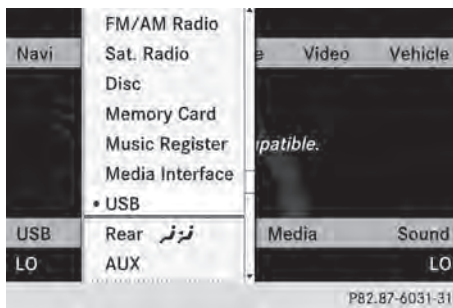 FM/AM Radio
Navi Sat. Radio e Video Vehicle
Disc
Memory Card
Music Register patible.
Media Interface
• USB
USB Rear Media Sound
LO AUX LO
P82.87-6031-31